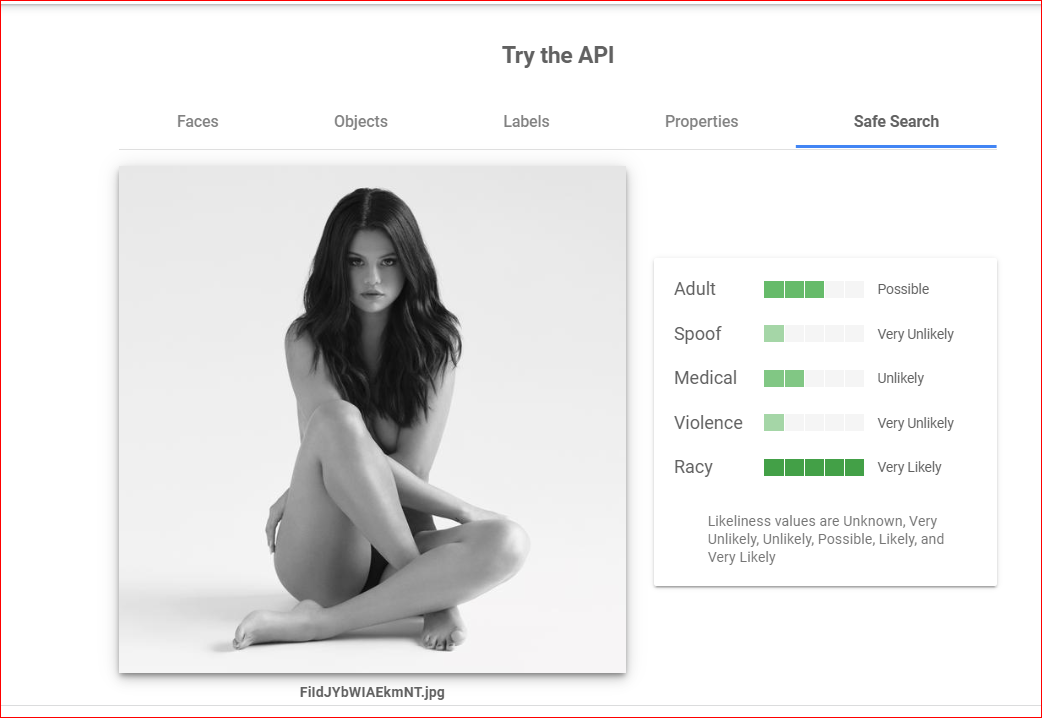 Try the API
Faces
Objects
Labels
Properties
Safe Search
Adult
Possible
Spoof
Very Unlikely
Medical
Unlikely
Violence
Very Unlikely
Racy
Very Likely
Likeliness values are Unknown, Very
Unlikely, Unlikely, Possible, Likely, and
Very Likely
FiIdJYbWIAEkmNT.jpg